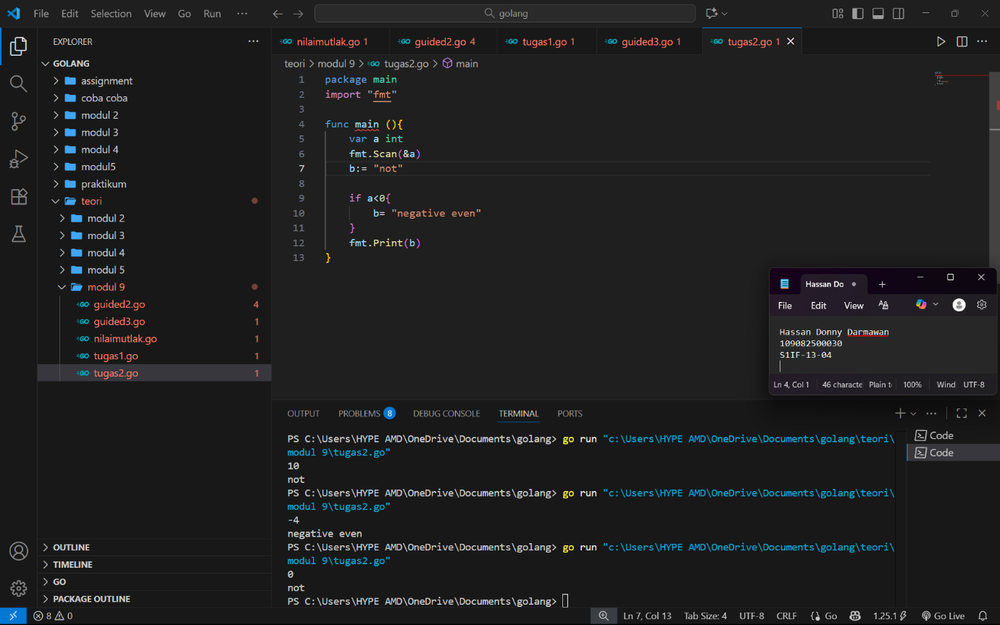 File Edit Selection View Go Run ··· golang
EXPLORER ···
GOLANG
assignment
coba coba
modul 2
modul 3
modul 4
modul5
praktikum
teori
modul 2
modul 3
modul 4
modul 5
modul 9
guided2.go 4
guided3.go 1
nilaimutlak.go 1
tugas1.go 1
tugas2.go 1
OUTLINE
TIMELINE
GO
PACKAGE OUTLINE
nilaimutlak.go 1 guided2.go 4 tugas1.go 1 guided3.go 1 tugas2.go 1
teori > modul 9 > tugas2.go > main
1 package main
2 import "fmt"
3
4 func main (){
5 var a int
6 fmt.Scan(&a)
7 b:= "not"
8
9 if a<0{
10 b= "negative even"
11 }
12 fmt.Print(b)
13 }
Hassan Do
File Edit View
Hassan Donny Darmawan
109082500030
S1IF-13-04
Ln 4, Col 1 46 characte Plain t 100% Wind UTF-8
OUTPUT PROBLEMS 8 DEBUG CONSOLE TERMINAL PORTS
PS C:\Users\HYPE AMD\OneDrive\Documents\golang> go run "c:\Users\HYPE AMD\OneDrive\Documents\golang\teori\
modul 9\tugas2.go"
10
not
PS C:\Users\HYPE AMD\OneDrive\Documents\golang> go run "c:\Users\HYPE AMD\OneDrive\Documents\golang\teori\
modul 9\tugas2.go"
-4
negative even
PS C:\Users\HYPE AMD\OneDrive\Documents\golang> go run "c:\Users\HYPE AMD\OneDrive\Documents\golang\teori\
modul 9\tugas2.go"
0
not
PS C:\Users\HYPE AMD\OneDrive\Documents\golang>
Code
Code
8 0 Ln 7, Col 13 Tab Size: 4 UTF-8 CRLF Go 1.25.1 Go Live